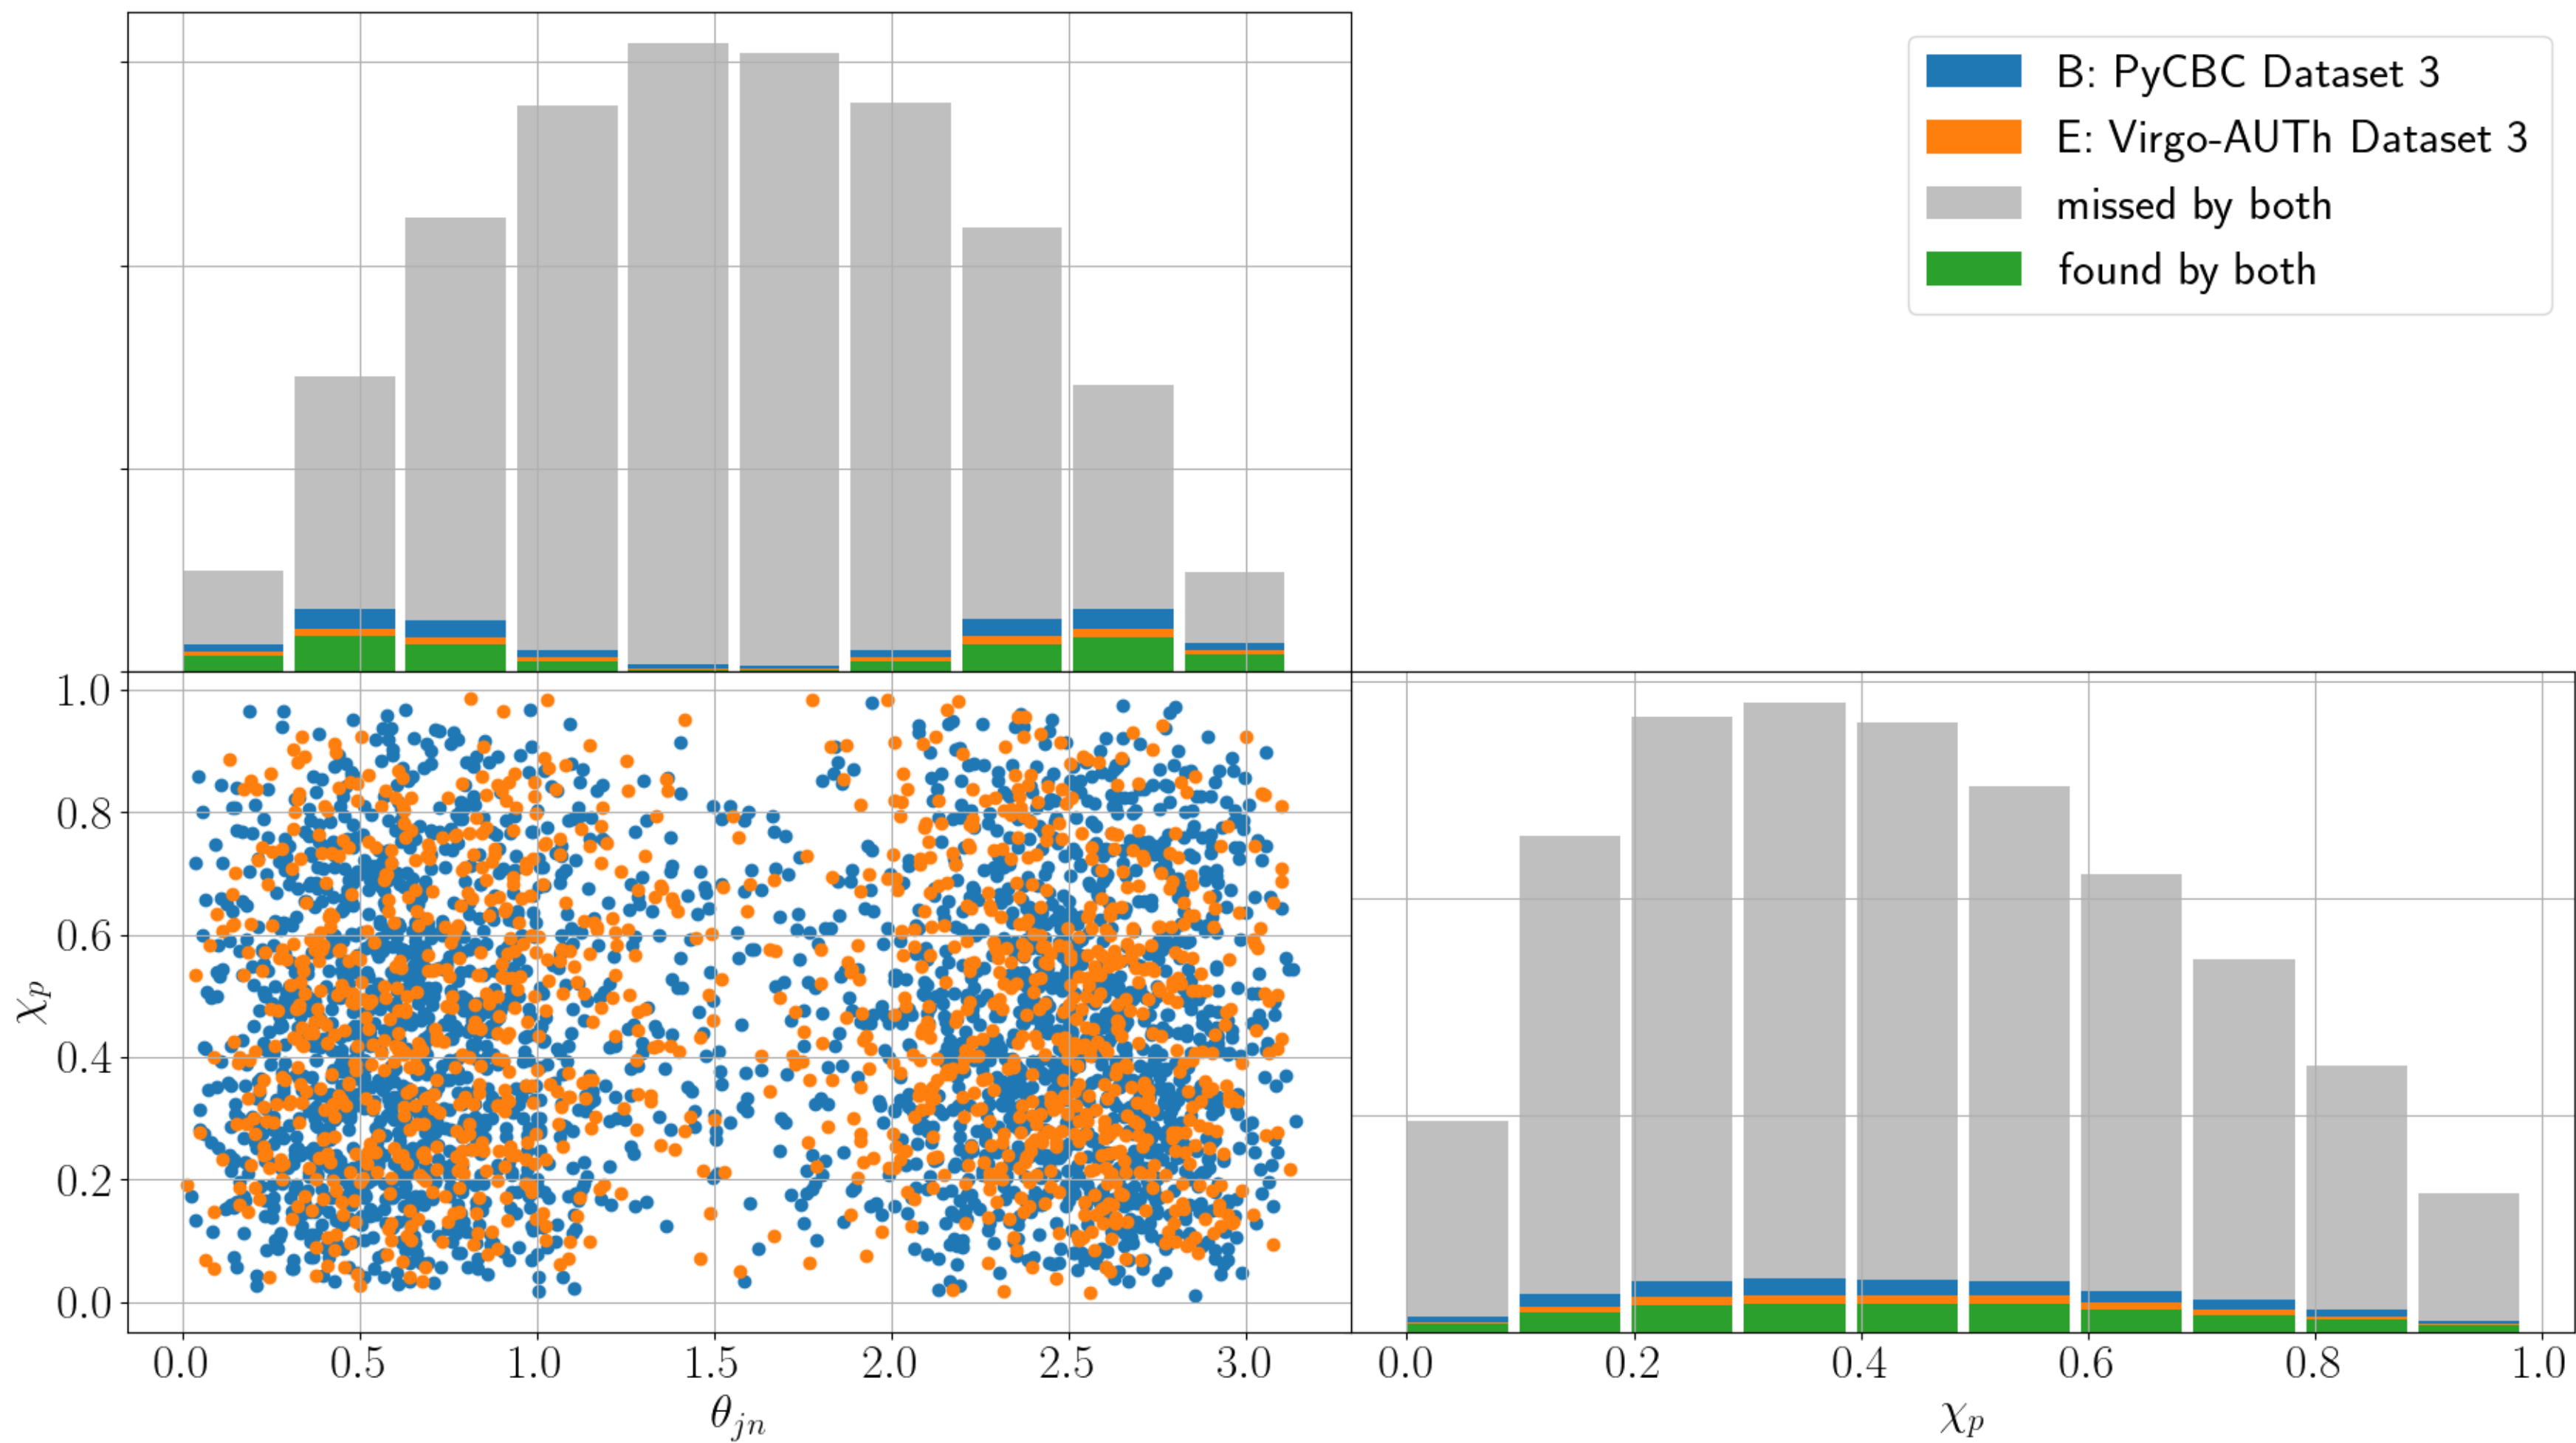 B: PyCBC Dataset 3
E: Virgo-AUTh Dataset 3
missed by both
found by both
1.0
0.8
0.6
0.4
0.2
0.0
χp
0.0 0.5 1.0 1.5 2.0 2.5 3.0
θjn
0.0 0.2 0.4 0.6 0.8 1.0
χp